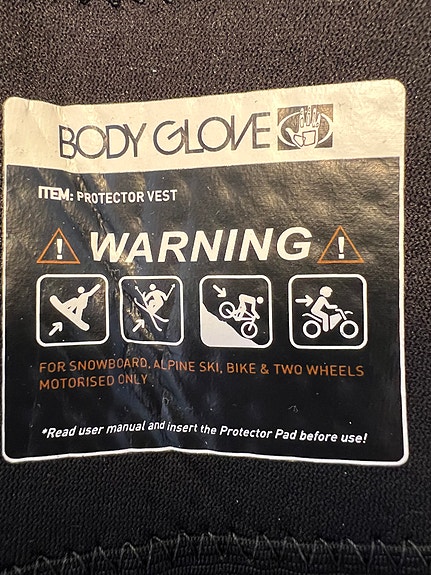 BODY GLOVE
ITEM: PROTECTOR VEST
! WARNING !
FOR SNOWBOARD, ALPINE SKI, BIKE & TWO WHEELS
MOTORISED ONLY
*Read user manual and insert the Protector Pad before use!